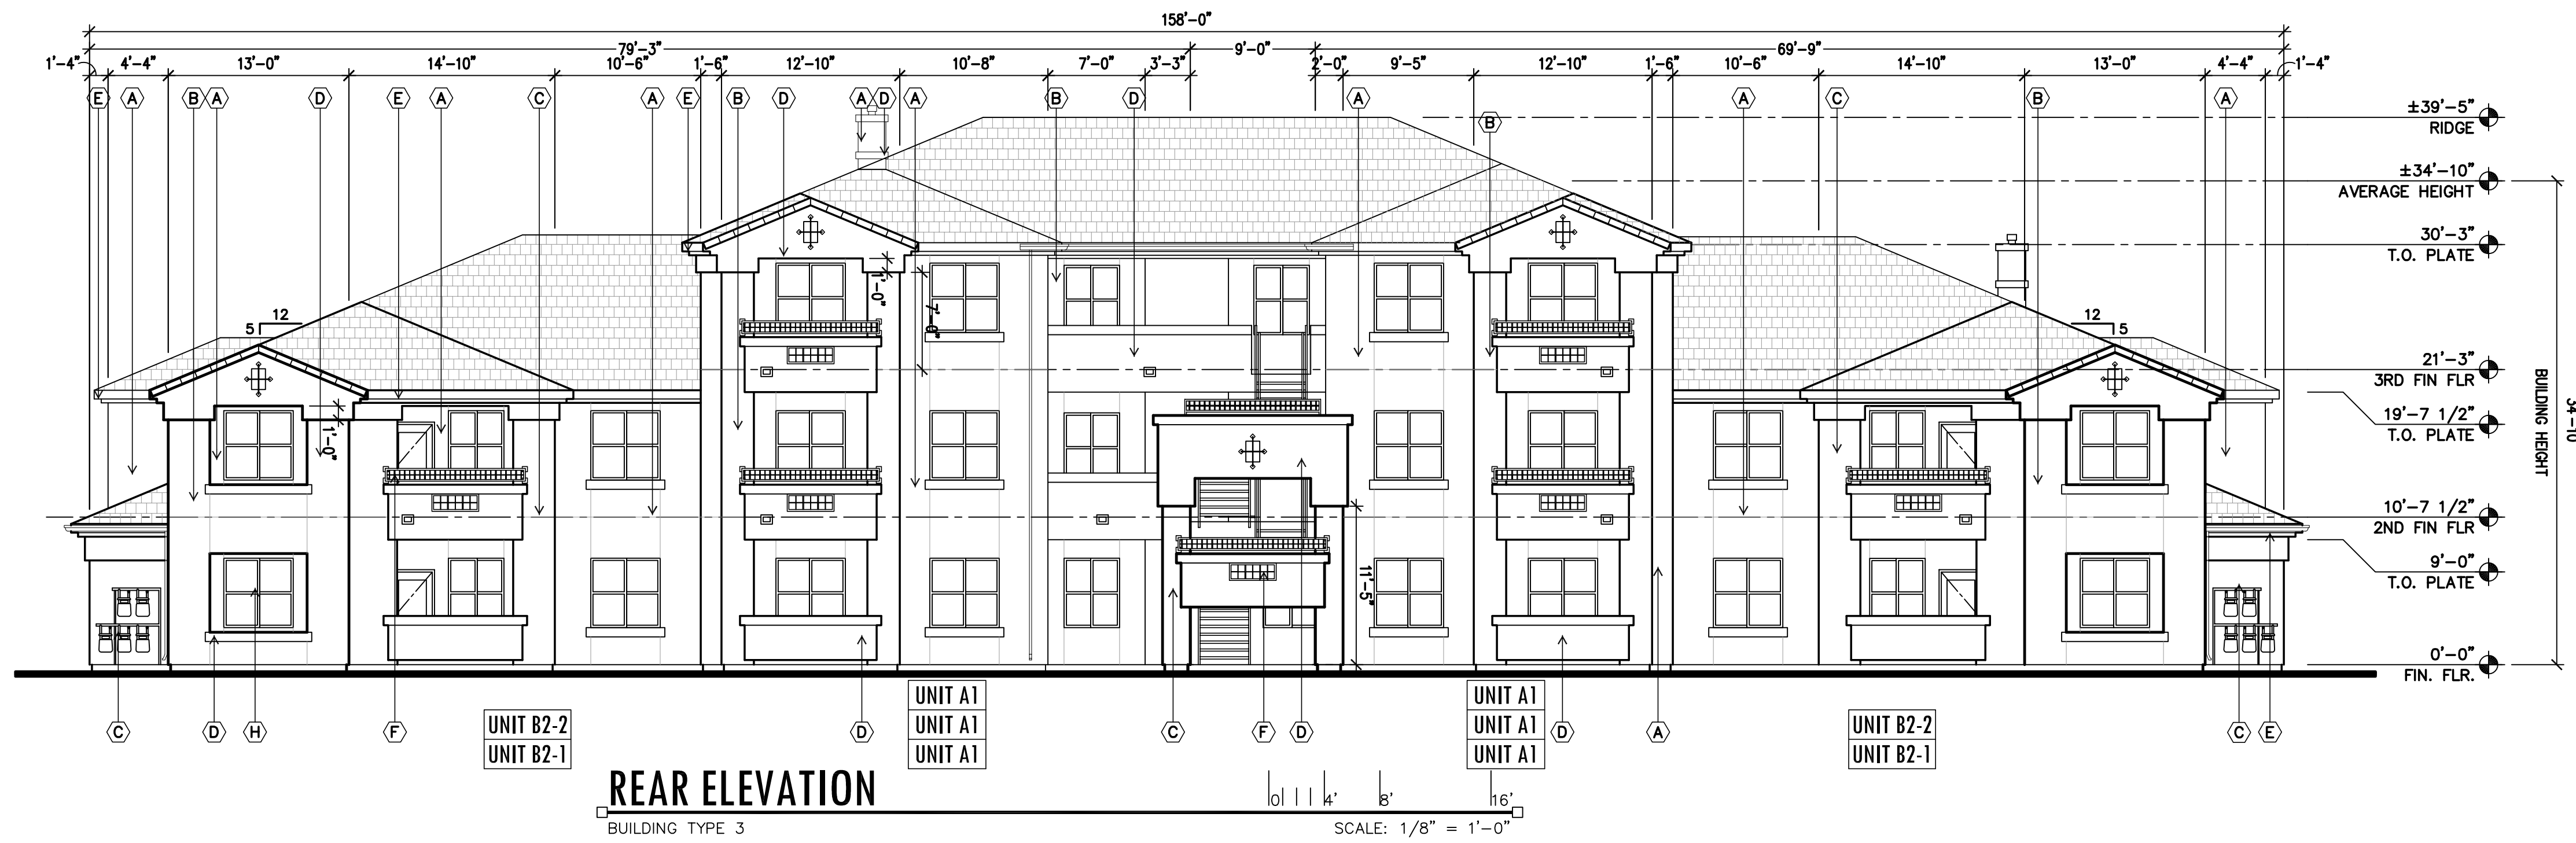 158'-0"
79'-3" 9'-0" 69'-9"
1'-4" 4'-4" 13'-0" 14'-10" 10'-6" 1'-6" 12'-10" 10'-8" 7'-0" 3'-3" 2'-0" 9'-5" 12'-10" 1'-6" 10'-6" 14'-10" 13'-0" 4'-4" 1'-4"
E A B A D E A C A E B D A D A B D A B A C B A
±39'-5"
RIDGE
±34'-10"
AVERAGE HEIGHT
30'-3"
T.O. PLATE
1'-0"
7'-0"
12
5
12
5
21'-3"
3RD FIN FLR
19'-7 1/2"
T.O. PLATE
1'-0"
BUILDING HEIGHT
34'-10"
10'-7 1/2"
2ND FIN FLR
9'-0"
T.O. PLATE
11'-5"
0'-0"
FIN. FLR.
C D H F D C F D D A C E
UNIT B2-2
UNIT B2-1
UNIT A1
UNIT A1
UNIT A1
UNIT A1
UNIT A1
UNIT A1
UNIT B2-2
UNIT B2-1
REAR ELEVATION
0 4' 8' 16'
BUILDING TYPE 3
SCALE: 1/8" = 1'-0"